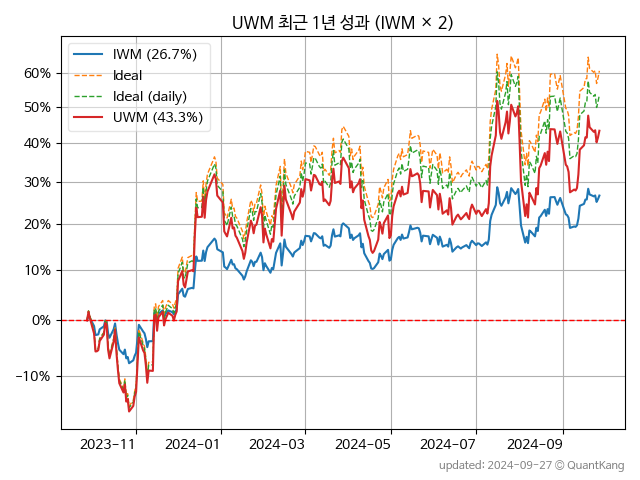 UWM 최근 1년 성과 (IWM × 2)
IWM (26.7%)
Ideal
Ideal (daily)
UWM (43.3%)
60%
50%
40%
30%
20%
10%
0%
−10%
2023-11
2024-01
2024-03
2024-05
2024-07
2024-09
updated: 2024-09-27 © QuantKang